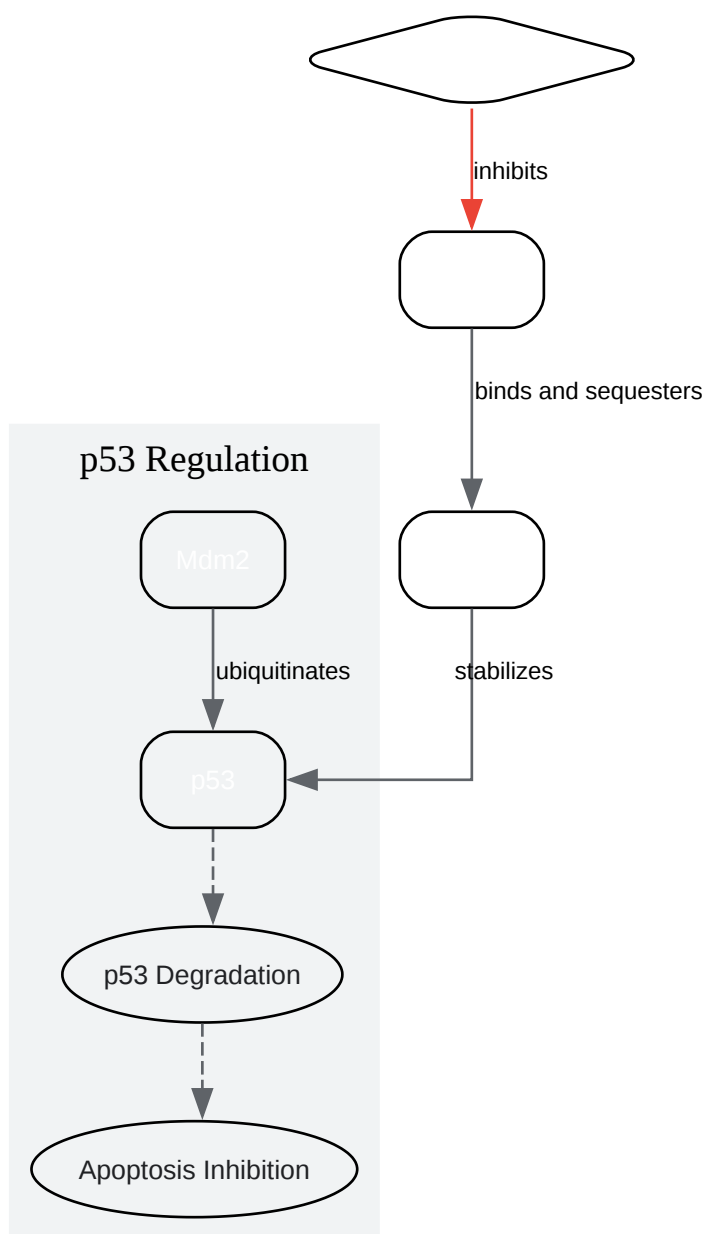 inhibits
binds and sequesters
p53 Regulation
Mdm2
ubiquitinates
stabilizes
p53
p53 Degradation
Apoptosis Inhibition